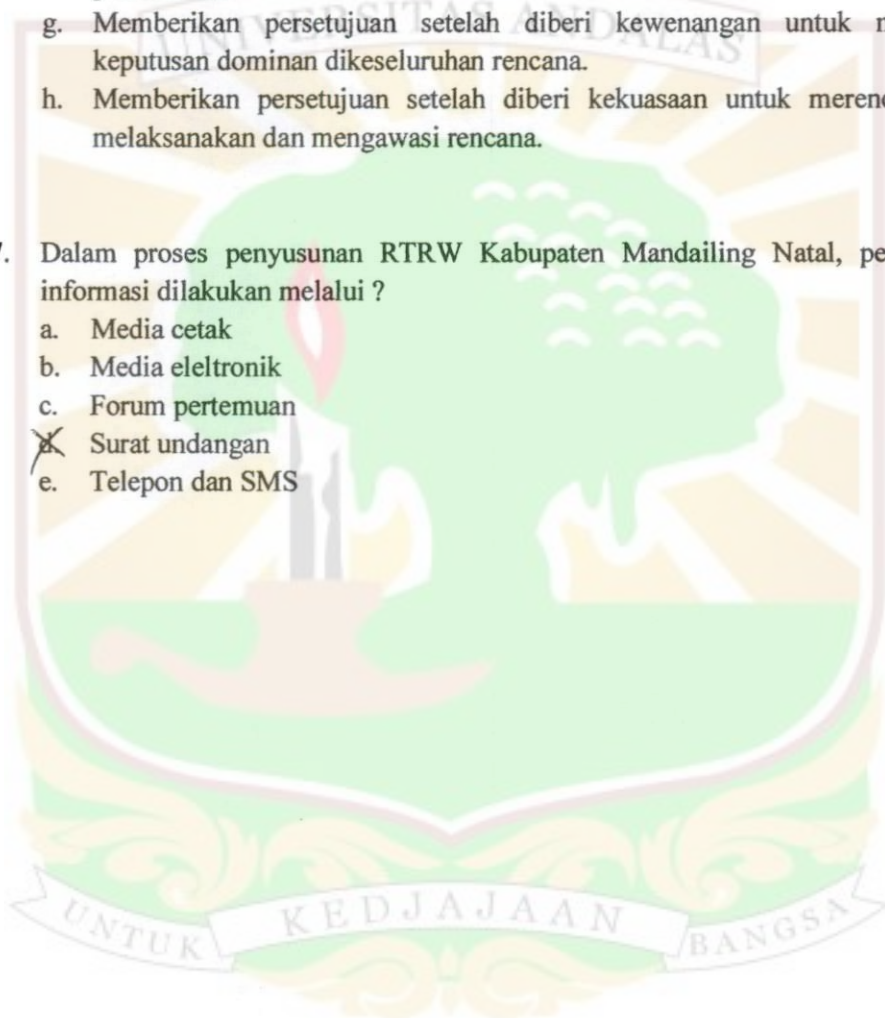 UNIVERSITAS ANDALAS
g. Memberikan persetujuan setelah diberi kewenangan untuk
keputusan dominan dikeseluruhan rencana.
h. Memberikan persetujuan setelah diberi kekuasaan untuk
melaksanakan dan mengawasi rencana.
Dalam proses penyusunan RTRW Kabupaten Mandailing Natal,
informasi dilakukan melalui ?
a. Media cetak
b. Media eleltronik
c. Forum pertemuan
d. Surat undangan
e. Telepon dan SMS
UNTUK KEDJAJAAN BANGSA